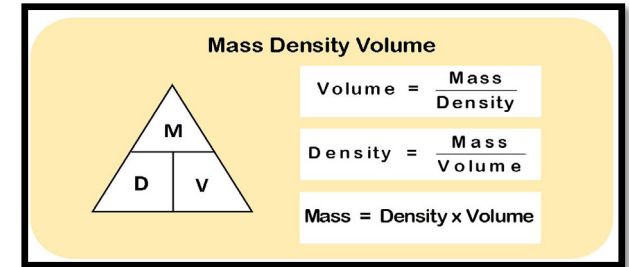 Mass Density Volume
M
D V
Volume = Mass
Density
Density = Mass
Volume
Mass = Density x Volume